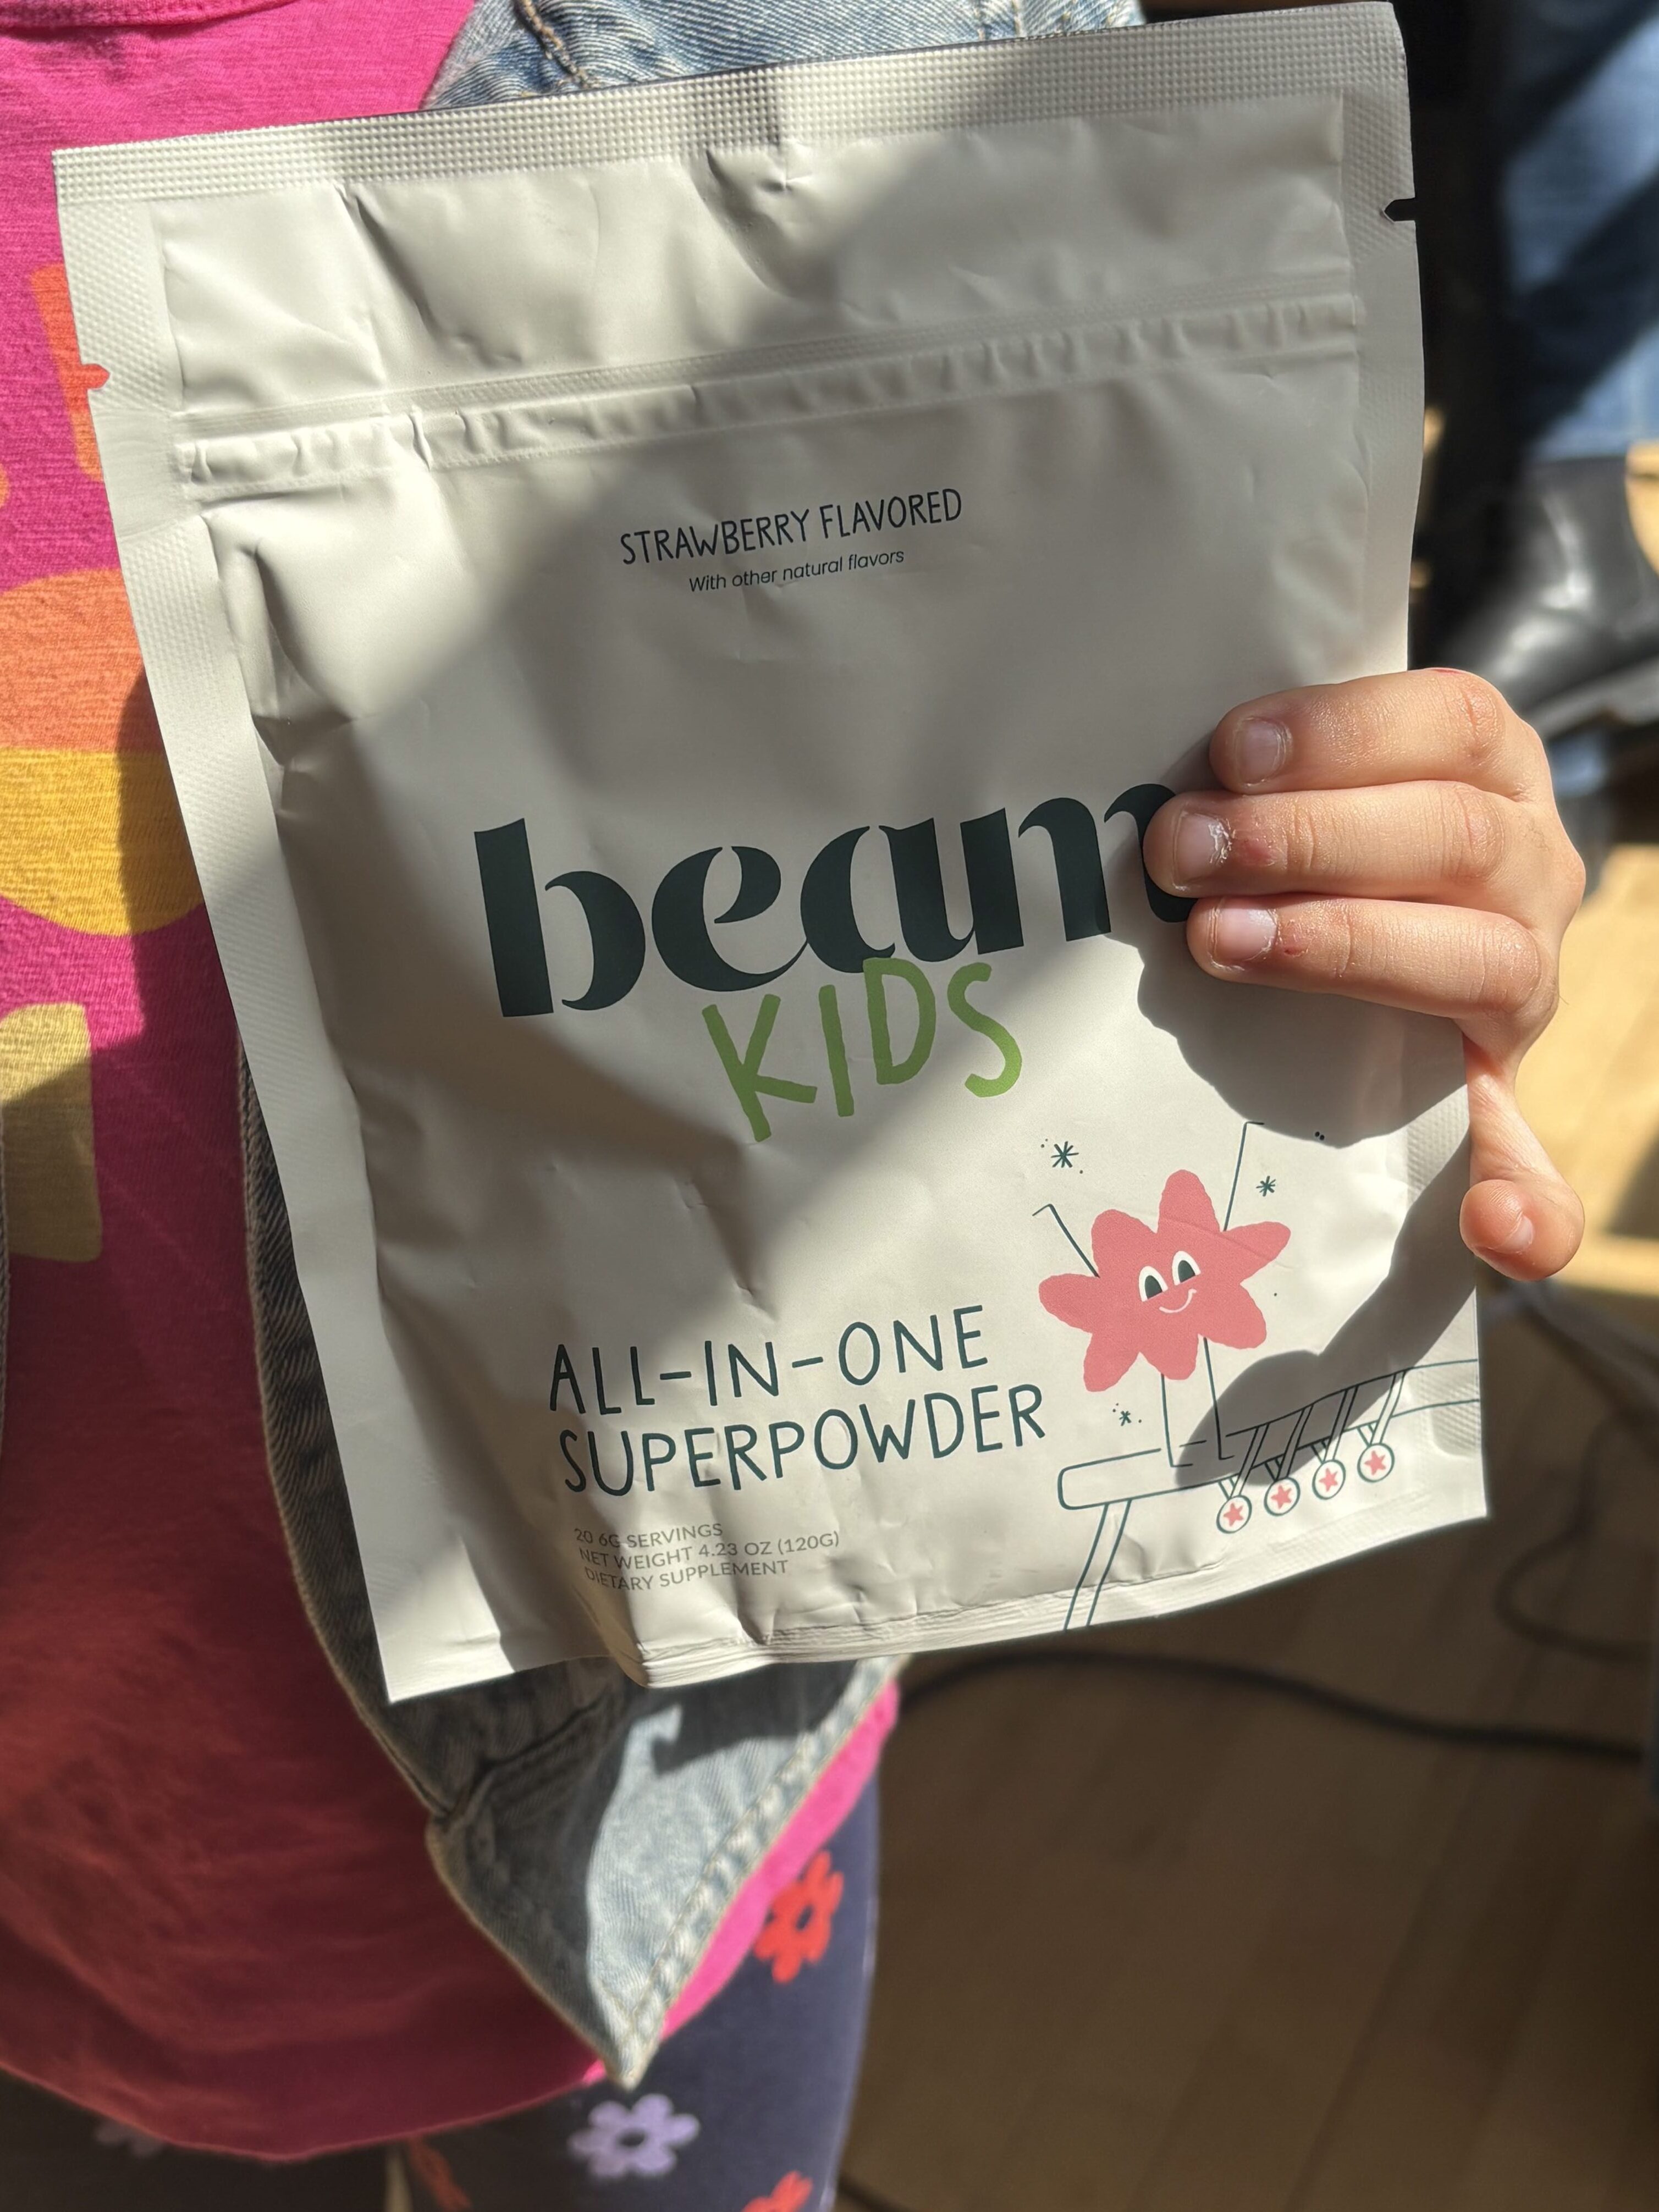 STRAWBERRY FLAVORED
With other natural flavors
beam
KIDS
ALL-IN-ONE
SUPERPOWDER
20 6G SERVINGS
NET WEIGHT 4.23 OZ (120G)
DIETARY SUPPLEMENT